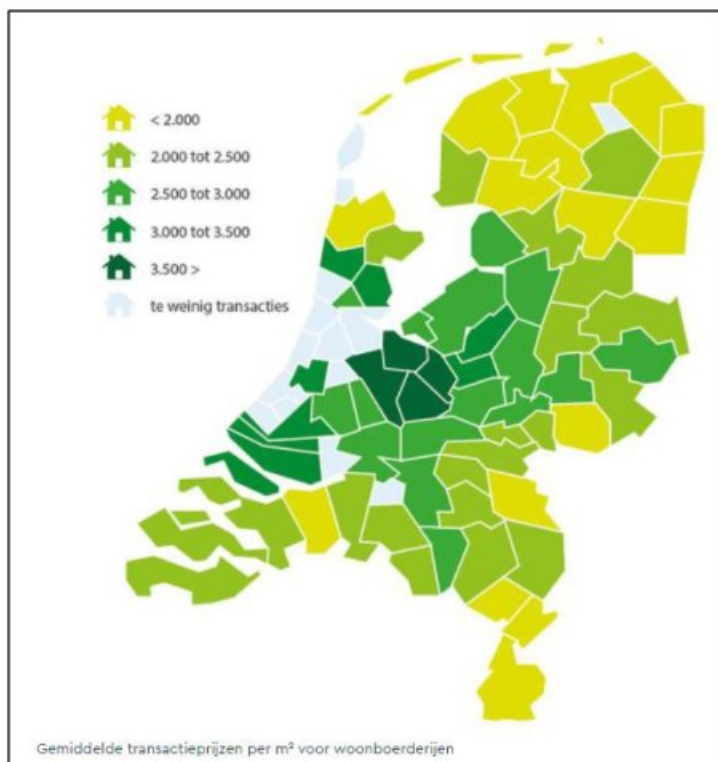 < 2.000
2.000 tot 2.500
2.500 tot 3.000
3.000 tot 3.500
3.500 >
te weinig transacties
Gemiddelde transactieprijzen per m² voor woonboerderijen